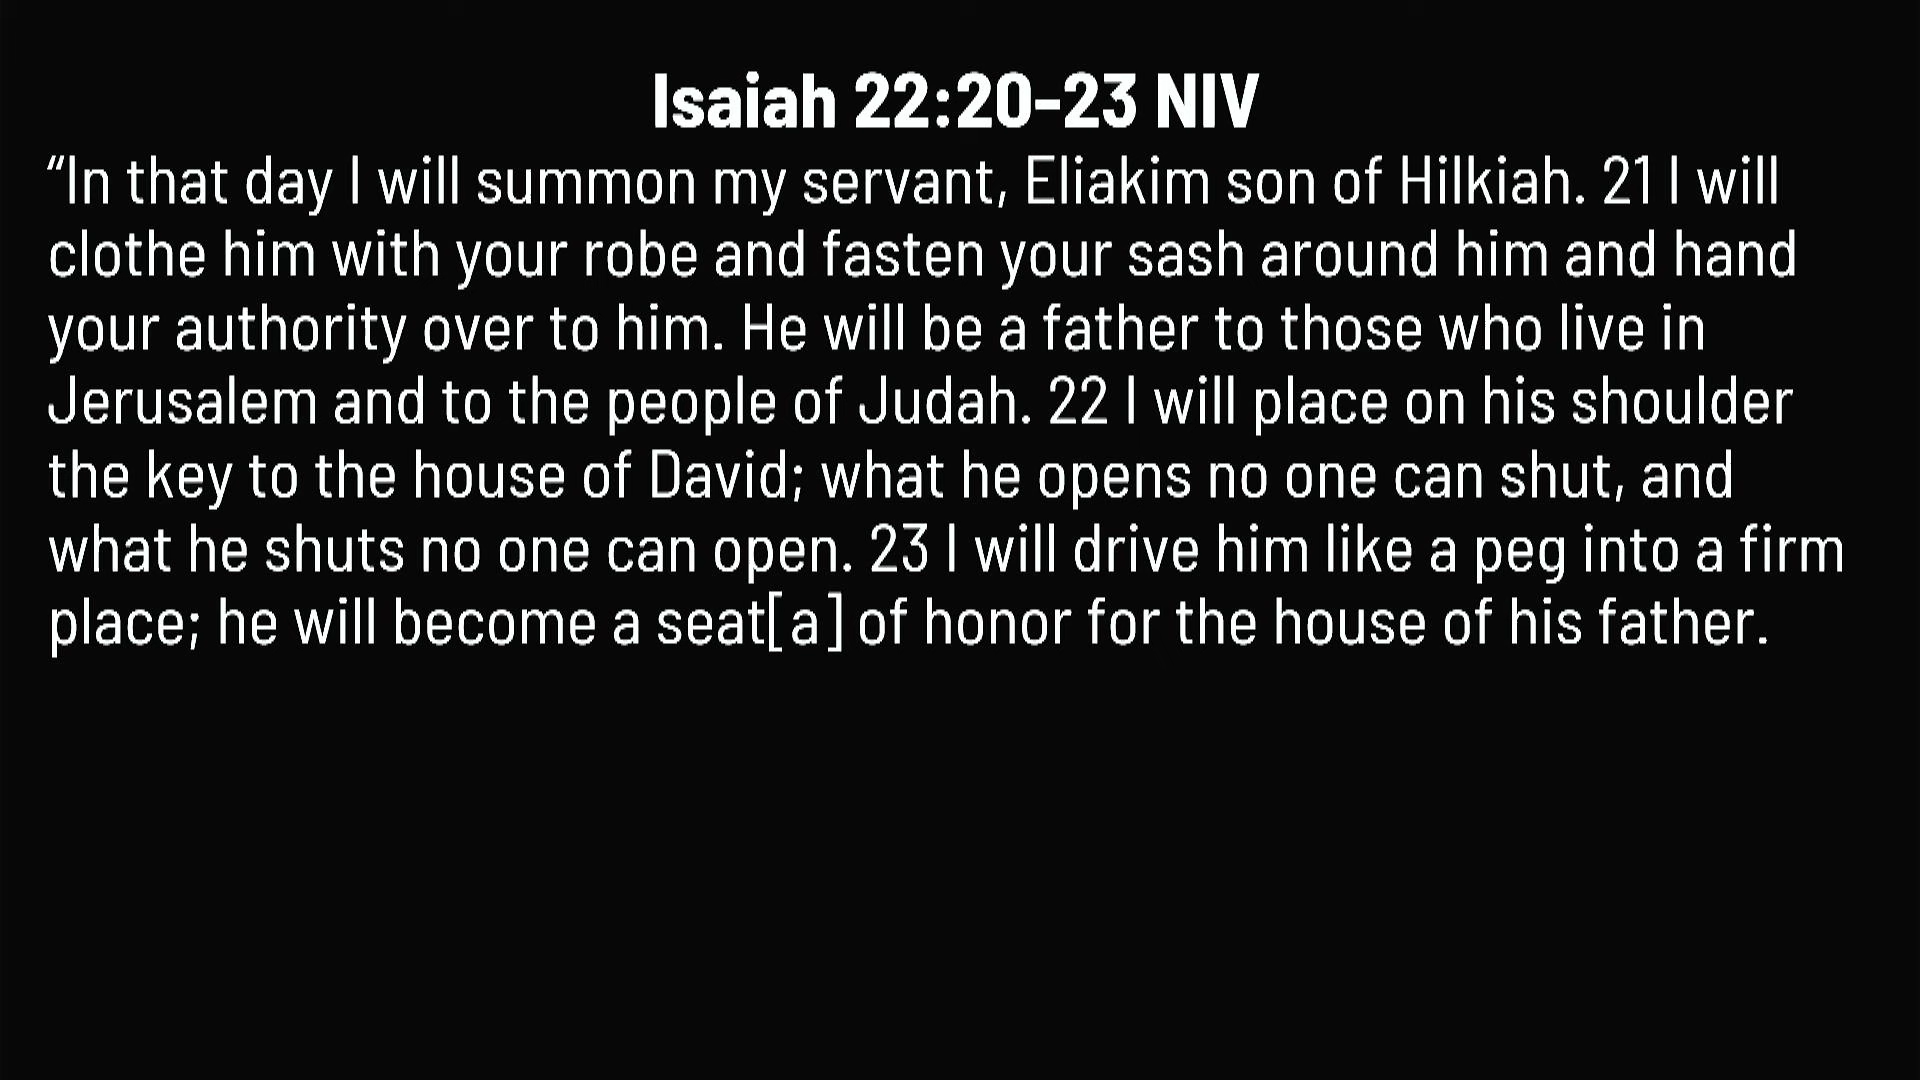 Isaiah 22:20-23 NIV
“In that day I will summon my servant, Eliakim son of Hilkiah. 21 I will
clothe him with your robe and fasten your sash around him and hand
your authority over to him. He will be a father to those who live in
Jerusalem and to the people of Judah. 22 I will place on his shoulder
the key to the house of David; what he opens no one can shut, and
what he shuts no one can open. 23 I will drive him like a peg into a firm
place; he will become a seat[a] of honor for the house of his father.